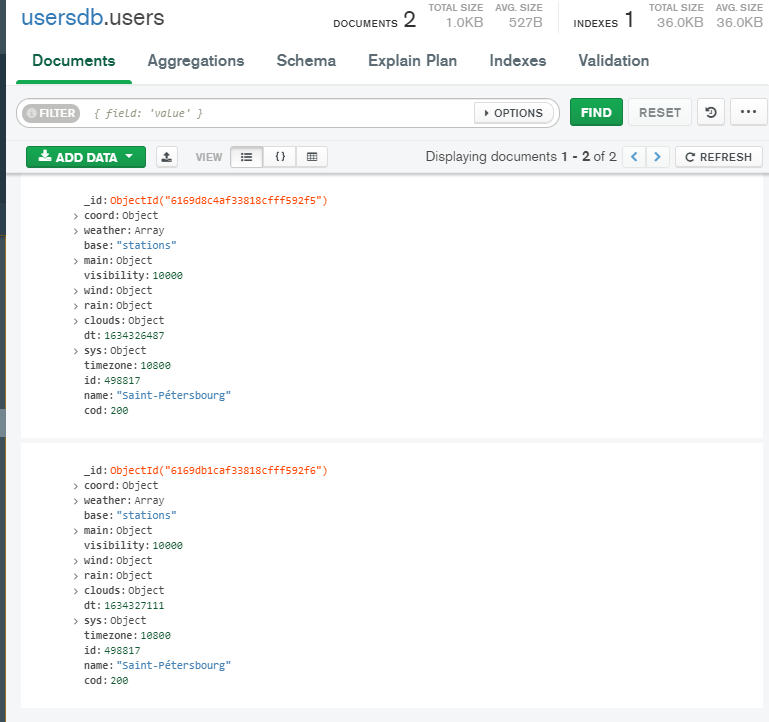 usersdb.users
DOCUMENTS 2 TOTAL SIZE 1.0KB AVG. SIZE 527B INDEXES 1 TOTAL SIZE 36.0KB AVG. SIZE 36.0KB
Documents Aggregations Schema Explain Plan Indexes Validation
FILTER { field: 'value' } OPTIONS FIND RESET
ADD DATA VIEW {} Displaying documents 1 - 2 of 2 < > REFRESH
_id: ObjectId("6169d8c4af33818cfff592f5")
> coord: Object
> weather: Array
base: "stations"
> main: Object
visibility: 10000
> wind: Object
> rain: Object
> clouds: Object
dt: 1634326487
> sys: Object
timezone: 10800
id: 498817
name: "Saint-Pétersbourg"
cod: 200
_id: ObjectId("6169db1caf33818cfff592f6")
> coord: Object
> weather: Array
base: "stations"
> main: Object
visibility: 10000
> wind: Object
> rain: Object
> clouds: Object
dt: 1634327111
> sys: Object
timezone: 10800
id: 498817
name: "Saint-Pétersbourg"
cod: 200